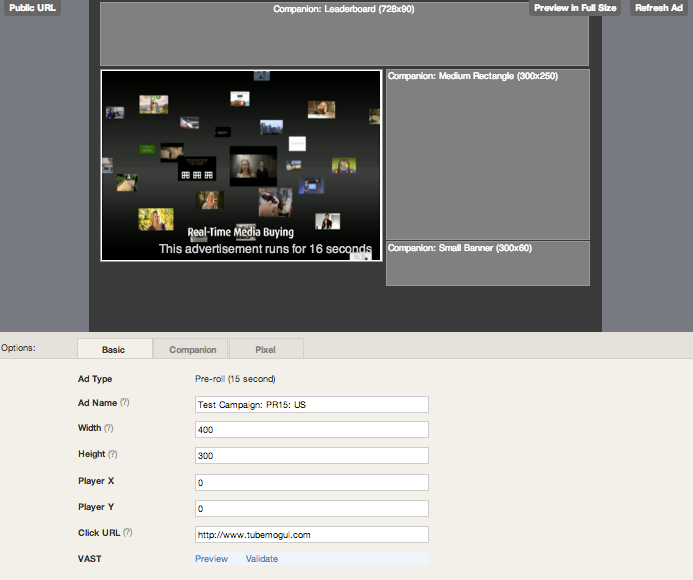 Public URL
Companion: Leaderboard (728x90)
Preview in Full Size
Refresh Ad
Companion: Medium Rectangle (300x250)
Real-Time Media Buying
This advertisement runs for 16 seconds
Companion: Small Banner (300x60)
Options:
Basic
Companion
Pixel
Ad Type
Pre-roll (15 second)
Ad Name (?)
Test Campaign: PR15: US
Width (?)
400
Height (?)
300
Player X
0
Player Y
0
Click URL (?)
http://www.tubemogul.com
VAST
Preview
Validate